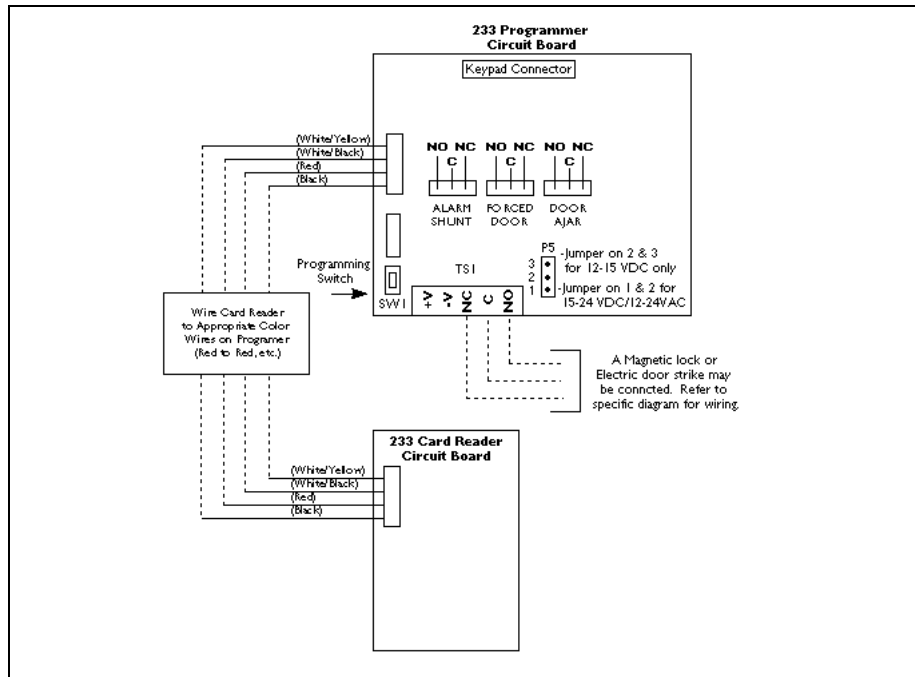 233 Programmer
Circuit Board
Keypad Connector
(White/Yellow)
(White/Black)
(Red)
(Black)
NO NC
C
NO NC
C
NO NC
C
ALARM
SHUNT
FORCED
DOOR
DOOR
AJAR
P5
3
2
1
-Jumper on 2 & 3
for 12-15 VDC only
-Jumper on 1 & 2 for
15-24 VDC/12-24VAC
Programming
Switch
SW1
TS1
+V
-V
NC
C
NO
Wire Card Reader
to Appropriate Color
Wires on Programer
(Red to Red, etc.)
A Magnetic lock or
Electric door strike may
be conncted. Refer to
specific diagram for wiring.
233 Card Reader
Circuit Board
(White/Yellow)
(White/Black)
(Red)
(Black)